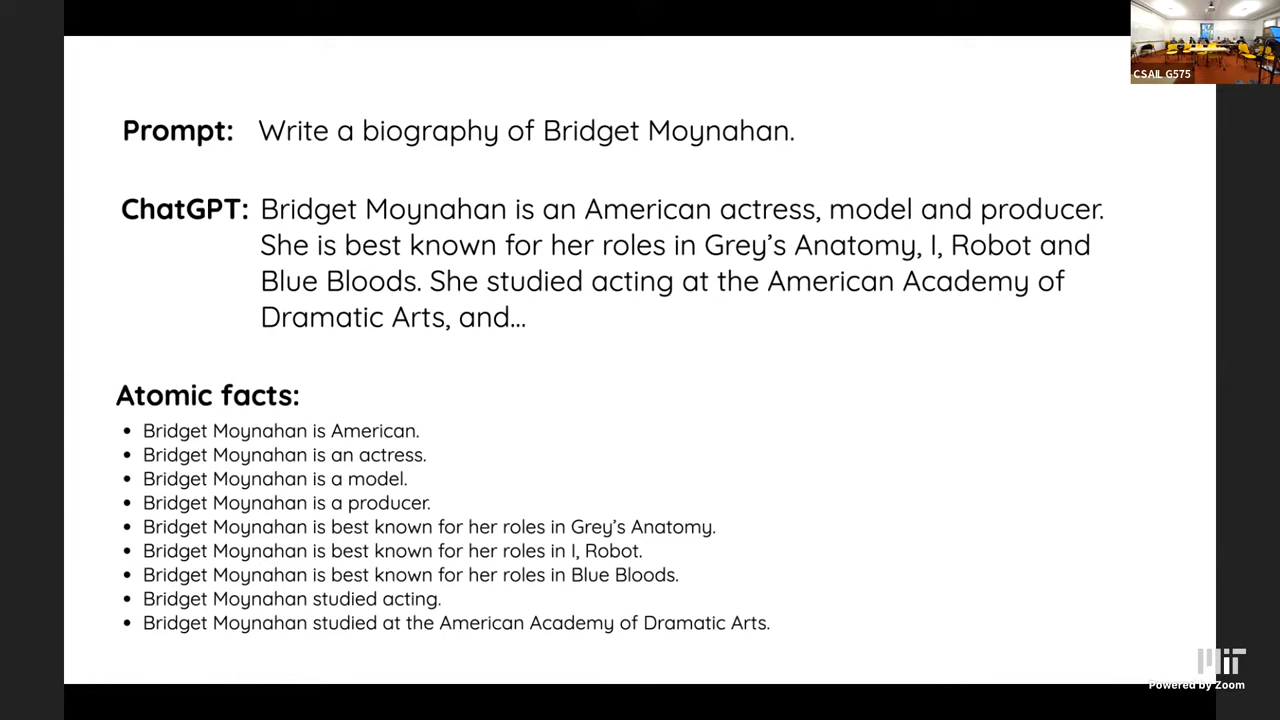 CSAIL G575
Prompt: Write a biography of Bridget Moynahan.
ChatGPT: Bridget Moynahan is an American actress, model and producer.
She is best known for her roles in Grey's Anatomy, I, Robot and
Blue Bloods. She studied acting at the American Academy of
Dramatic Arts, and...
Atomic facts:
• Bridget Moynahan is American.
• Bridget Moynahan is an actress.
• Bridget Moynahan is a model.
• Bridget Moynahan is a producer.
• Bridget Moynahan is best known for her roles in Grey's Anatomy.
• Bridget Moynahan is best known for her roles in I, Robot.
• Bridget Moynahan is best known for her roles in Blue Bloods.
• Bridget Moynahan studied acting.
• Bridget Moynahan studied at the American Academy of Dramatic Arts.
MIT
Powered by Zoom